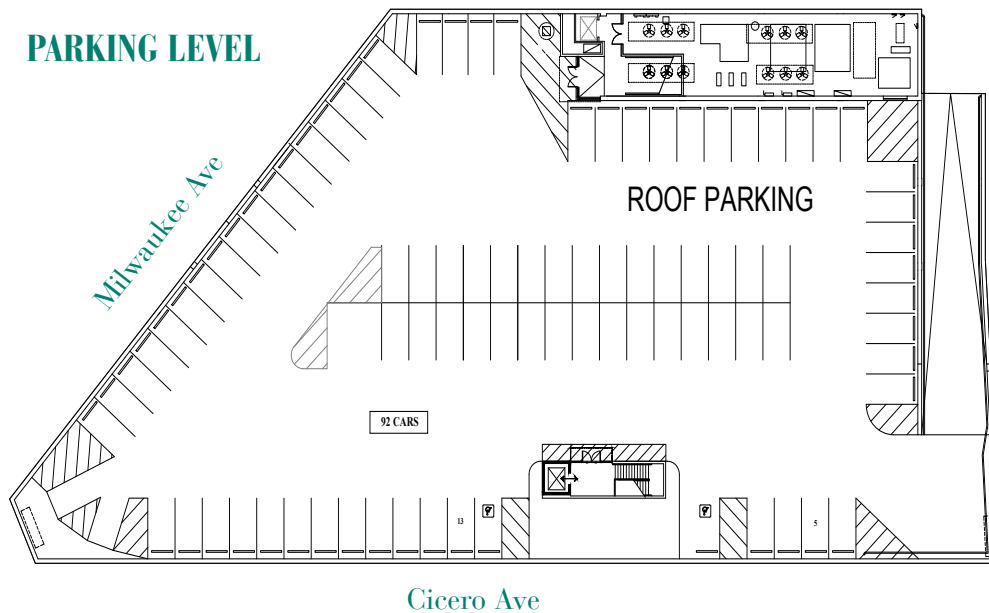 PARKING LEVEL
Milwaukee Ave
ROOF PARKING
92 CARS
13
5
Cicero Ave